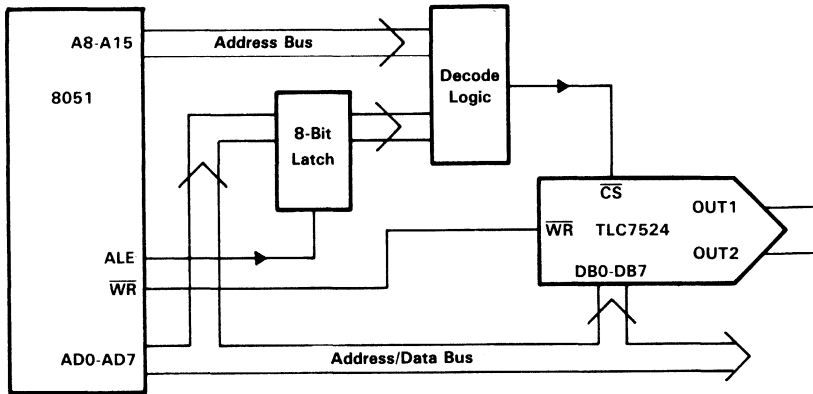 A8-A15
Address Bus
Decode
Logic
8051
8-Bit
Latch
CS
OUT1
WR
TLC7524
OUT2
ALE
DB0-DB7
WR
AD0-AD7
Address/Data Bus